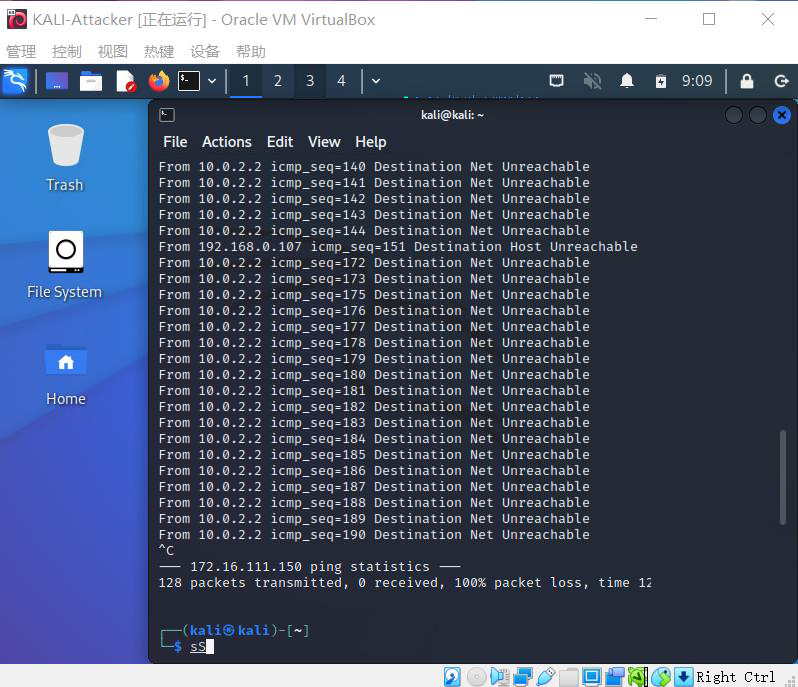 KALI-Attacker [正在运行] - Oracle VM VirtualBox
管理 控制 视图 热键 设备 帮助
1 2 3 4 9:09
kali@kali: ~
File Actions Edit View Help
Trash
File System
Home
From 10.0.2.2 icmp_seq=140 Destination Net Unreachable
From 10.0.2.2 icmp_seq=141 Destination Net Unreachable
From 10.0.2.2 icmp_seq=142 Destination Net Unreachable
From 10.0.2.2 icmp_seq=143 Destination Net Unreachable
From 10.0.2.2 icmp_seq=144 Destination Net Unreachable
From 192.168.0.107 icmp_seq=151 Destination Host Unreachable
From 10.0.2.2 icmp_seq=172 Destination Net Unreachable
From 10.0.2.2 icmp_seq=173 Destination Net Unreachable
From 10.0.2.2 icmp_seq=175 Destination Net Unreachable
From 10.0.2.2 icmp_seq=176 Destination Net Unreachable
From 10.0.2.2 icmp_seq=177 Destination Net Unreachable
From 10.0.2.2 icmp_seq=178 Destination Net Unreachable
From 10.0.2.2 icmp_seq=179 Destination Net Unreachable
From 10.0.2.2 icmp_seq=180 Destination Net Unreachable
From 10.0.2.2 icmp_seq=181 Destination Net Unreachable
From 10.0.2.2 icmp_seq=182 Destination Net Unreachable
From 10.0.2.2 icmp_seq=183 Destination Net Unreachable
From 10.0.2.2 icmp_seq=184 Destination Net Unreachable
From 10.0.2.2 icmp_seq=185 Destination Net Unreachable
From 10.0.2.2 icmp_seq=186 Destination Net Unreachable
From 10.0.2.2 icmp_seq=187 Destination Net Unreachable
From 10.0.2.2 icmp_seq=188 Destination Net Unreachable
From 10.0.2.2 icmp_seq=189 Destination Net Unreachable
From 10.0.2.2 icmp_seq=190 Destination Net Unreachable
^C
--- 172.16.111.150 ping statistics ---
128 packets transmitted, 0 received, 100% packet loss, time 12
┌──(kali㉿kali)-[~]
└─$ sS
Right Ctrl